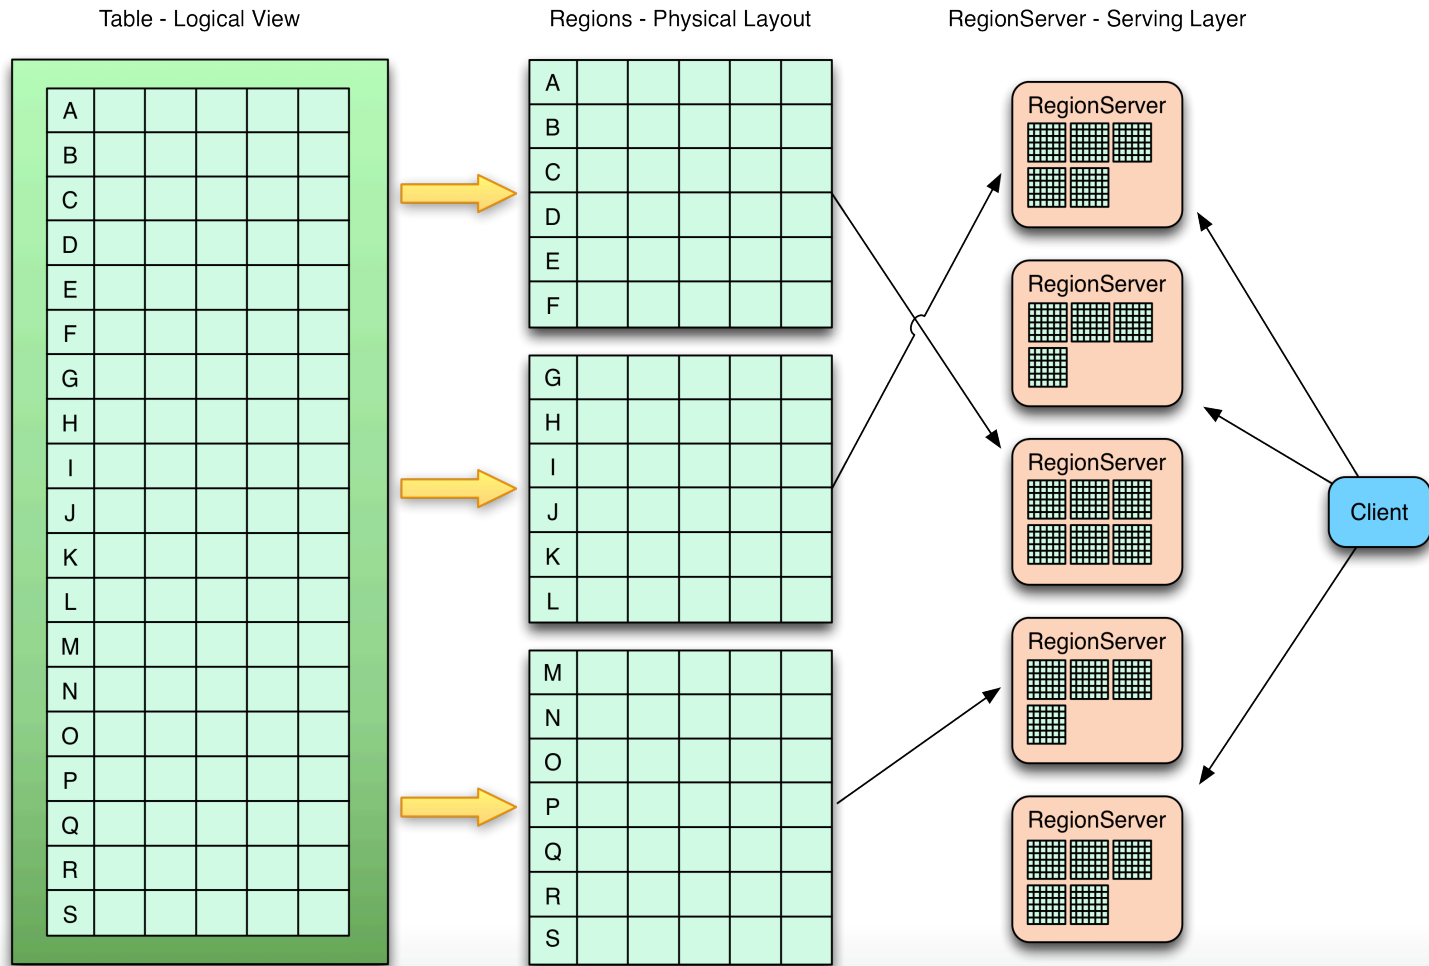 Table - Logical View
Regions - Physical Layout
RegionServer - Serving Layer
A
B
C
D
E
F
G
H
I
J
K
L
M
N
O
P
Q
R
S
A
B
C
D
E
F
G
H
I
J
K
L
M
N
O
P
Q
R
S
RegionServer
RegionServer
RegionServer
RegionServer
RegionServer
Client